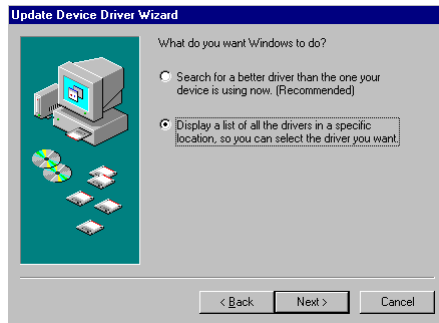 Update Device Driver Wizard
What do you want Windows to do?
Search for a better driver than the one your
device is using now. (Recommended)
Display a list of all the drivers in a specific
location, so you can select the driver you want.
< Back
Next >
Cancel